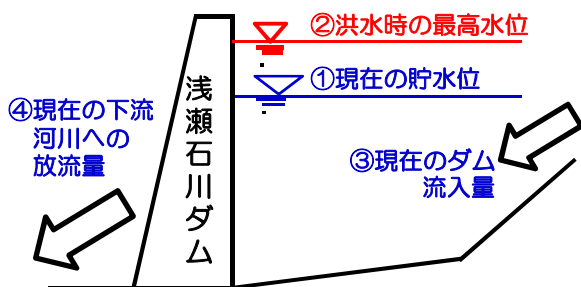 ②洪水時の最高水位
①現在の貯水位
④現在の下流
河川への
放流量
浅瀬石川ダム
③現在のダム
流入量